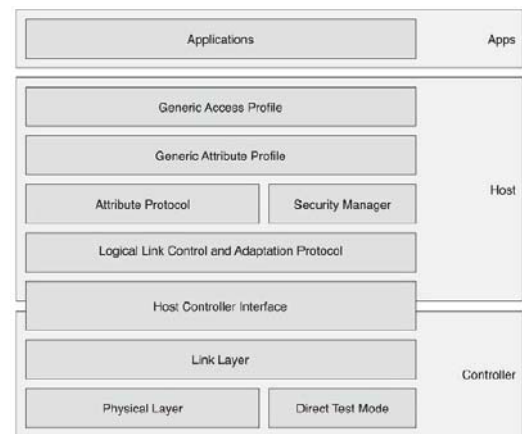 Applications
Apps
Generic Access Profile
Generic Attribute Profile
Host
Attribute Protocol
Security Manager
Logical Link Control and Adaptation Protocol
Host Controller Interface
Link Layer
Controller
Physical Layer
Direct Test Mode